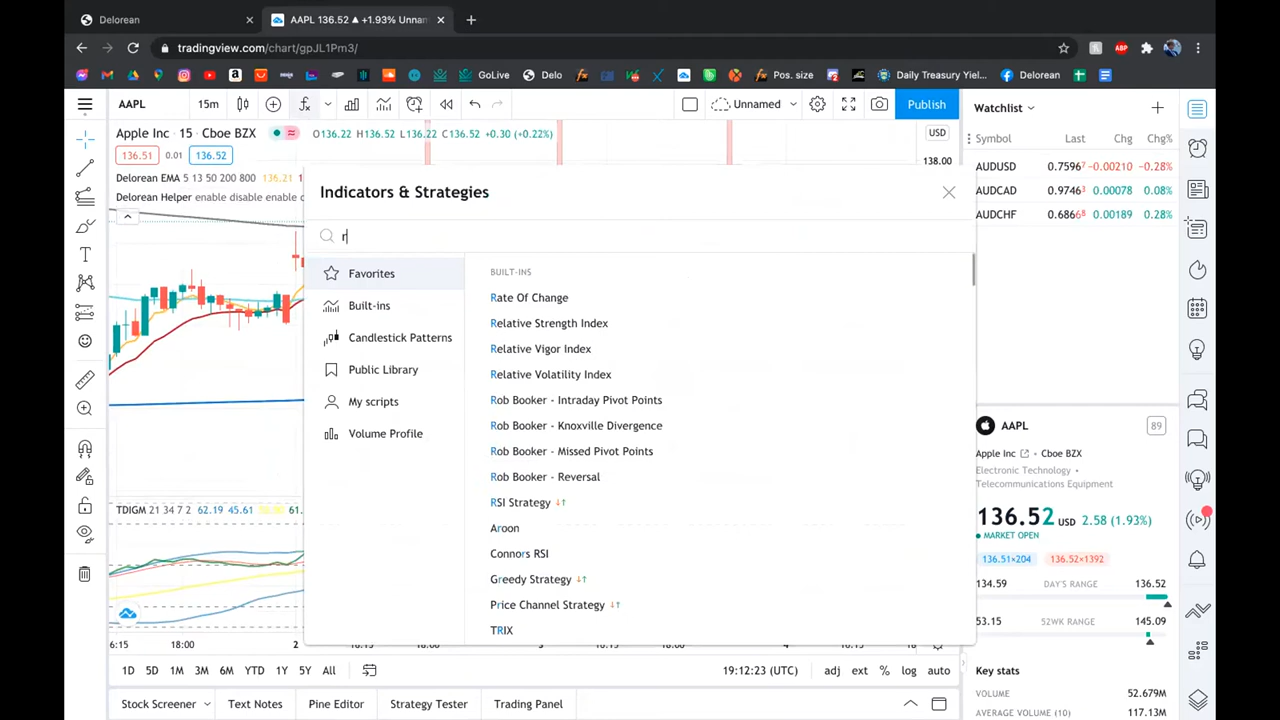 Delorean
AAPL 136.52 ▲ +1.93% Unnam
tradingview.com/chart/gpJL1Pm3/
GoLive
Delo
Pos. size
Daily Treasury Yiel...
Delorean
AAPL
15m
Unnamed
Publish
Watchlist
Apple Inc • 15 • Cboe BZX
O136.22 H136.52 L136.22 C136.52 +0.30 (+0.22%)
USD
Symbol Last Chg Chg%
136.51 0.01 136.52
138.00
AUDUSD 0.75967 -0.00210 -0.28%
Delorean EMA 5 13 50 200 800 136.21
AUDCAD 0.97463 0.00078 0.08%
Delorean Helper enable disable enable
AUDCHF 0.68668 0.00189 0.28%
Indicators & Strategies
r
Favorites
Built-ins
Candlestick Patterns
Public Library
My scripts
Volume Profile
BUILT-INS
Rate Of Change
Relative Strength Index
Relative Vigor Index
Relative Volatility Index
Rob Booker - Intraday Pivot Points
Rob Booker - Knoxville Divergence
Rob Booker - Missed Pivot Points
Rob Booker - Reversal
RSI Strategy ↓↑
Aroon
Connors RSI
Greedy Strategy ↓↑
Price Channel Strategy ↓↑
TRIX
AAPL
89
Apple Inc • Cboe BZX
Electronic Technology •
Telecommunications Equipment
136.52 USD 2.58 (1.93%)
MARKET OPEN
136.51×204 136.52×1392
134.59 DAY'S RANGE 136.52
53.15 52WK RANGE 145.09
Key stats
VOLUME 52.679M
AVERAGE VOLUME (10) 117.13M
TDIGM 21 34 7 2 62.19 45.61
6:15 18:00 2
1D 5D 1M 3M 6M YTD 1Y 5Y All
19:12:23 (UTC)
adj ext % log auto
Stock Screener
Text Notes
Pine Editor
Strategy Tester
Trading Panel